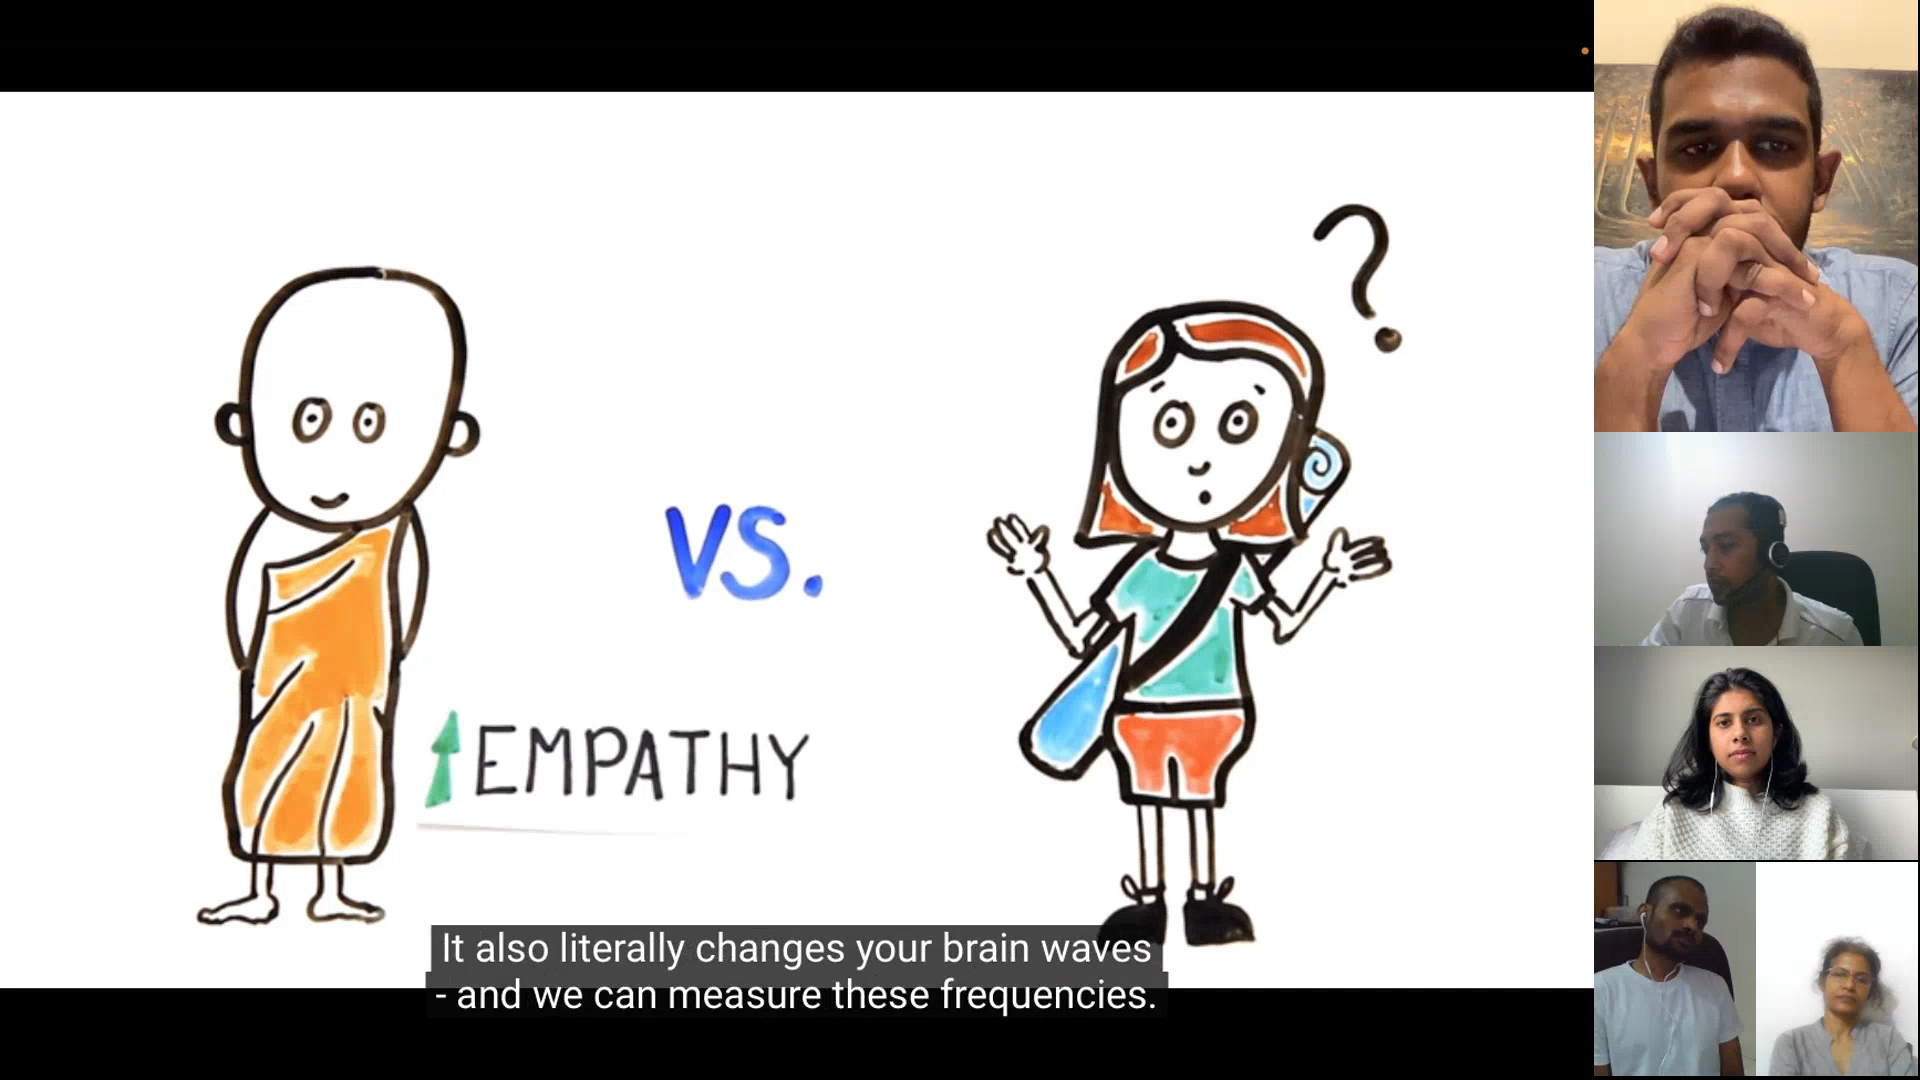 ?
VS.
EMPATHY
It also literally changes your brain waves
- and we can measure these frequencies.